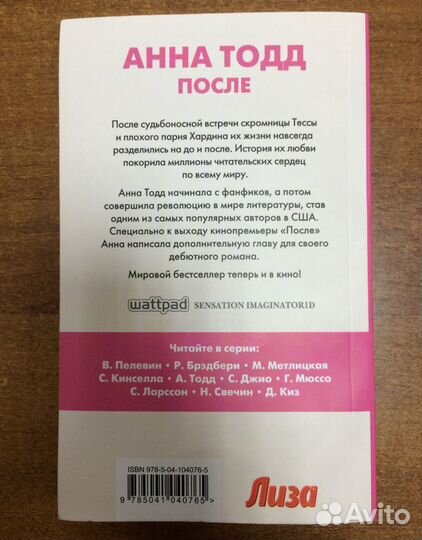 АННА ТОДД
ПОСЛЕ
После судьбоносной встречи скромницы Тессы
и плохого парня Хардина их жизни навсегда
разделились на до и после. История их любви
покорила миллионы читательских сердец
по всему миру.
Анна Тодд начинала с фанфиков, а потом
совершила революцию в мире литературы, став
одним из самых популярных авторов в США.
Специально к выходу кинопремьеры «После»
Анна написала дополнительную главу для своего
дебютного романа.
Мировой бестселлер теперь и в кино!
wattpad SENSATION IMAGINATOR1D
Читайте в серии:
В. Пелевин • Р. Брэдбери • М. Метлицкая
С. Кинселла • А. Тодд • С. Джио • Г. Мюссо
С. Ларссон • Н. Свечин • Д. Киз
ISBN 978-5-04-104076-5
9 785041 040765 >
Лиза
Avito